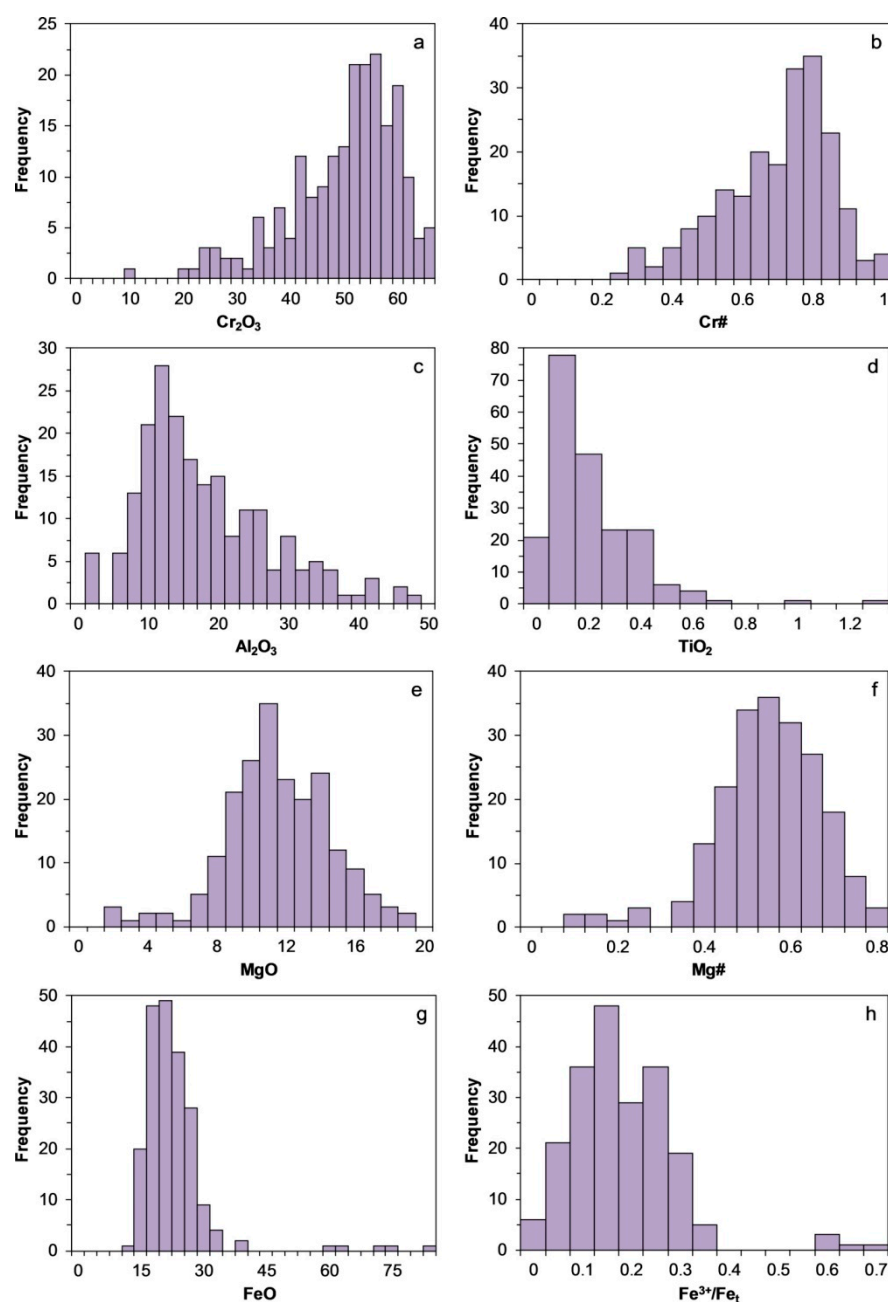 25
20
15
10
5
0
Frequency
a
0 10 20 30 40 50 60
Cr₂O₃
40
30
20
10
0
Frequency
b
0 0.2 0.4 0.6 0.8 1
Cr#
30
25
20
15
10
5
0
Frequency
c
0 10 20 30 40 50
Al₂O₃
80
70
60
50
40
30
20
10
0
Frequency
d
0 0.2 0.4 0.6 0.8 1 1.2
TiO₂
40
30
20
10
0
Frequency
e
0 4 8 12 16 20
MgO
40
30
20
10
0
Frequency
f
0 0.2 0.4 0.6 0.8
Mg#
50
40
30
20
10
0
Frequency
g
15 30 45 60 75
FeO
50
40
30
20
10
0
Frequency
h
0 0.1 0.2 0.3 0.4 0.5 0.6 0.7
Fe³⁺/Feₜ